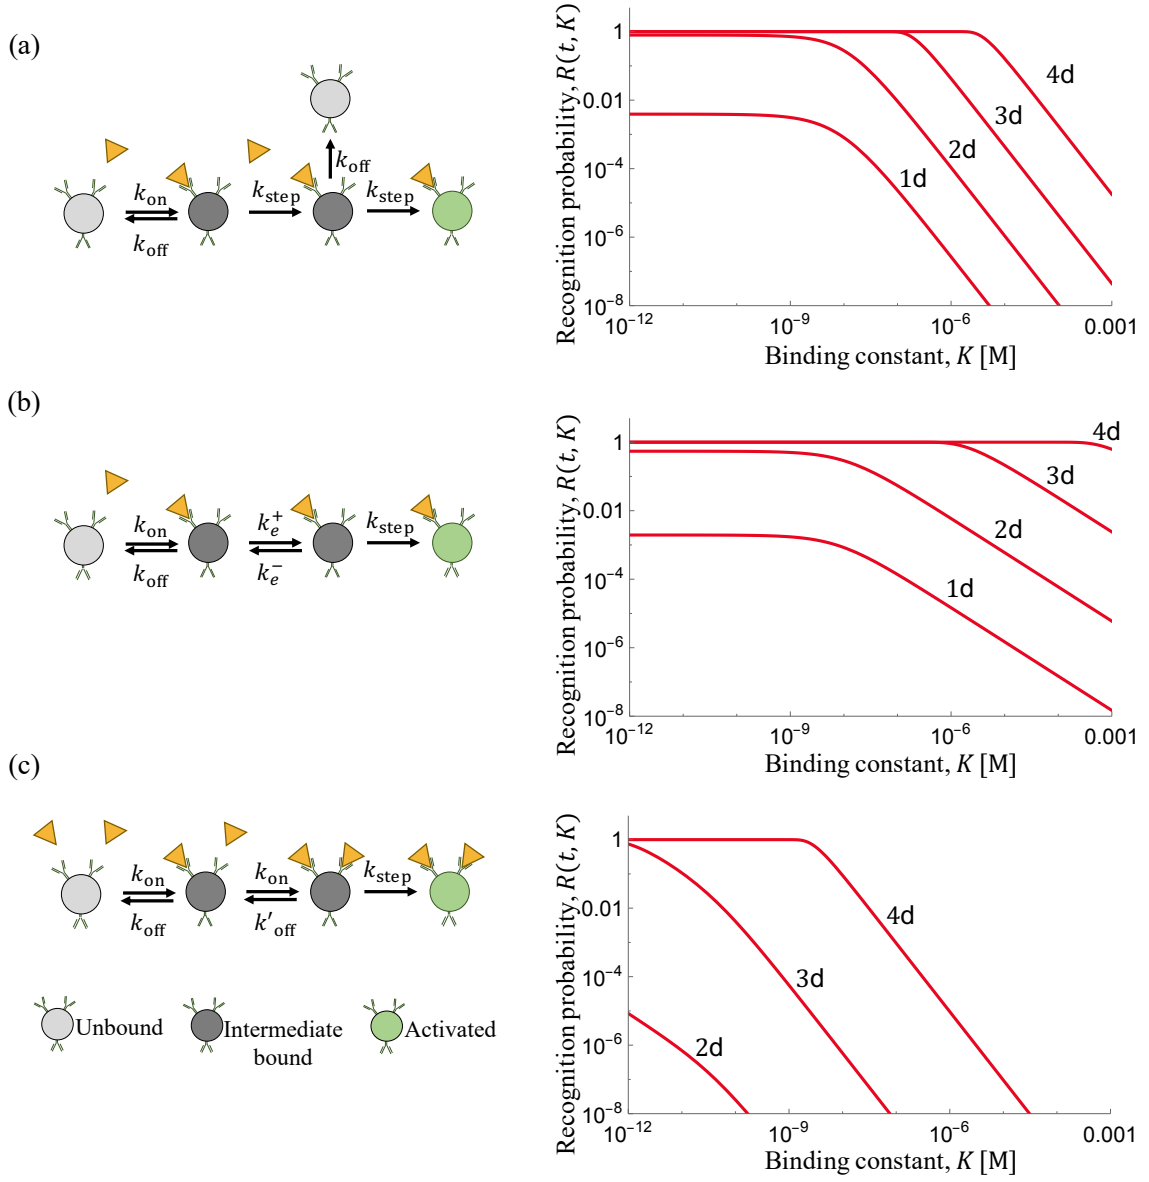 (a)
k_on
k_off
k_step
k_off
k_step
Recognition probability, R(t, K)
1
0.01
10⁻⁴
10⁻⁶
10⁻⁸
10⁻¹²
10⁻⁹
10⁻⁶
0.001
1d
2d
3d
4d
Binding constant, K [M]
(b)
k_on
k_off
k_e⁺
k_e⁻
k_step
Recognition probability, R(t, K)
1
0.01
10⁻⁴
10⁻⁶
10⁻⁸
10⁻¹²
10⁻⁹
10⁻⁶
0.001
1d
2d
3d
4d
Binding constant, K [M]
(c)
k_on
k_off
k_on
k′_off
k_step
Unbound
Intermediate
bound
Activated
Recognition probability, R(t, K)
1
0.01
10⁻⁴
10⁻⁶
10⁻⁸
10⁻¹²
10⁻⁹
10⁻⁶
0.001
2d
3d
4d
Binding constant, K [M]